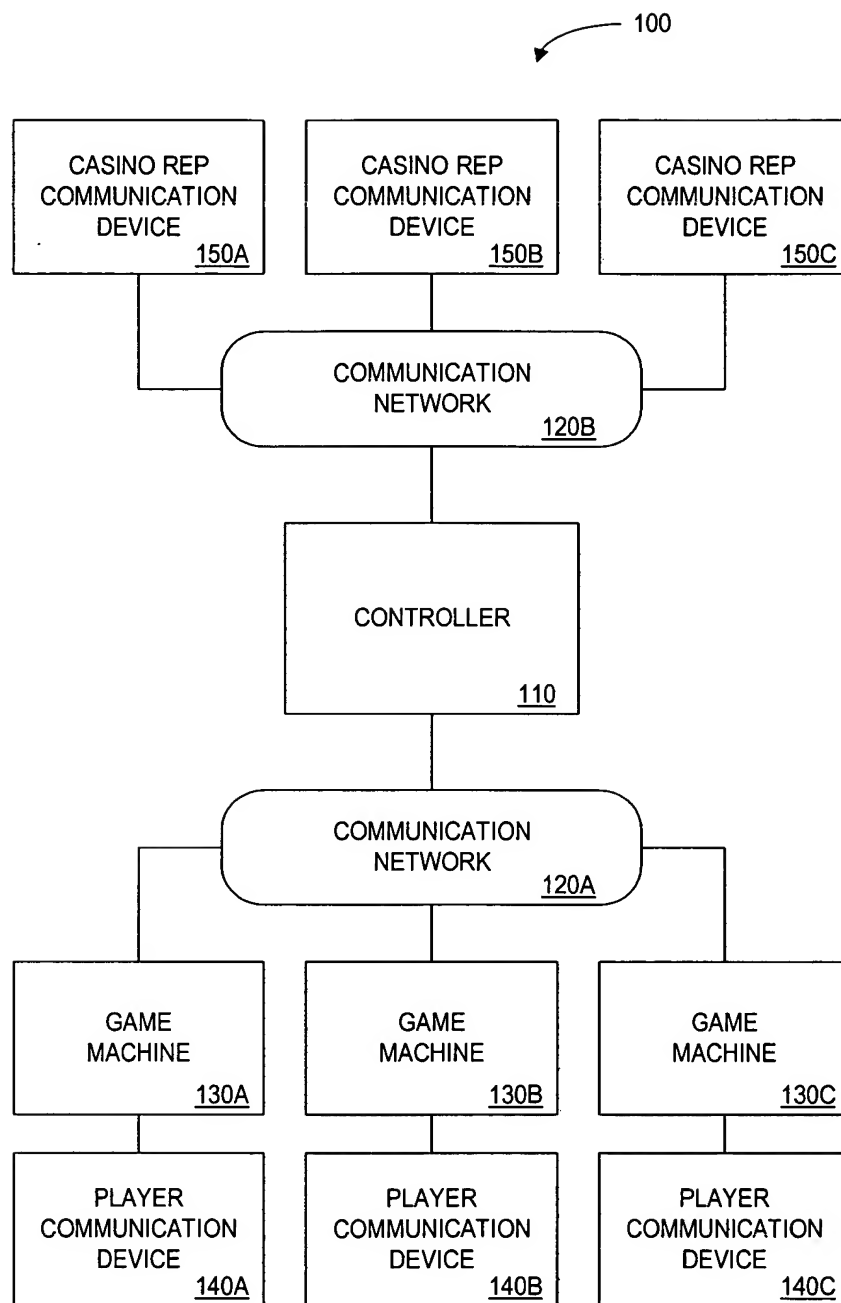 100
CASINO REP
COMMUNICATION
DEVICE
150A
CASINO REP
COMMUNICATION
DEVICE
150B
CASINO REP
COMMUNICATION
DEVICE
150C
COMMUNICATION
NETWORK
120B
CONTROLLER
110
COMMUNICATION
NETWORK
120A
GAME
MACHINE
130A
GAME
MACHINE
130B
GAME
MACHINE
130C
PLAYER
COMMUNICATION
DEVICE
140A
PLAYER
COMMUNICATION
DEVICE
140B
PLAYER
COMMUNICATION
DEVICE
140C